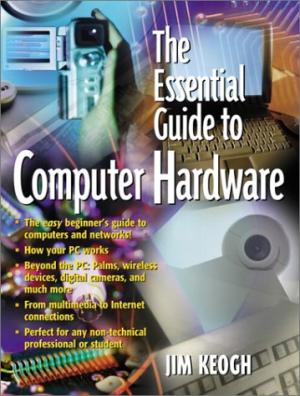 The
Essential
Guide to
Computer Hardware
• The easy beginner's guide to
computers and networks!
• How your PC works
• Beyond the PC: Palms, wireless
devices, digital cameras, and
much more
• From multimedia to Internet
connections
• Perfect for any non-technical
professional or student
JIM KEOGH